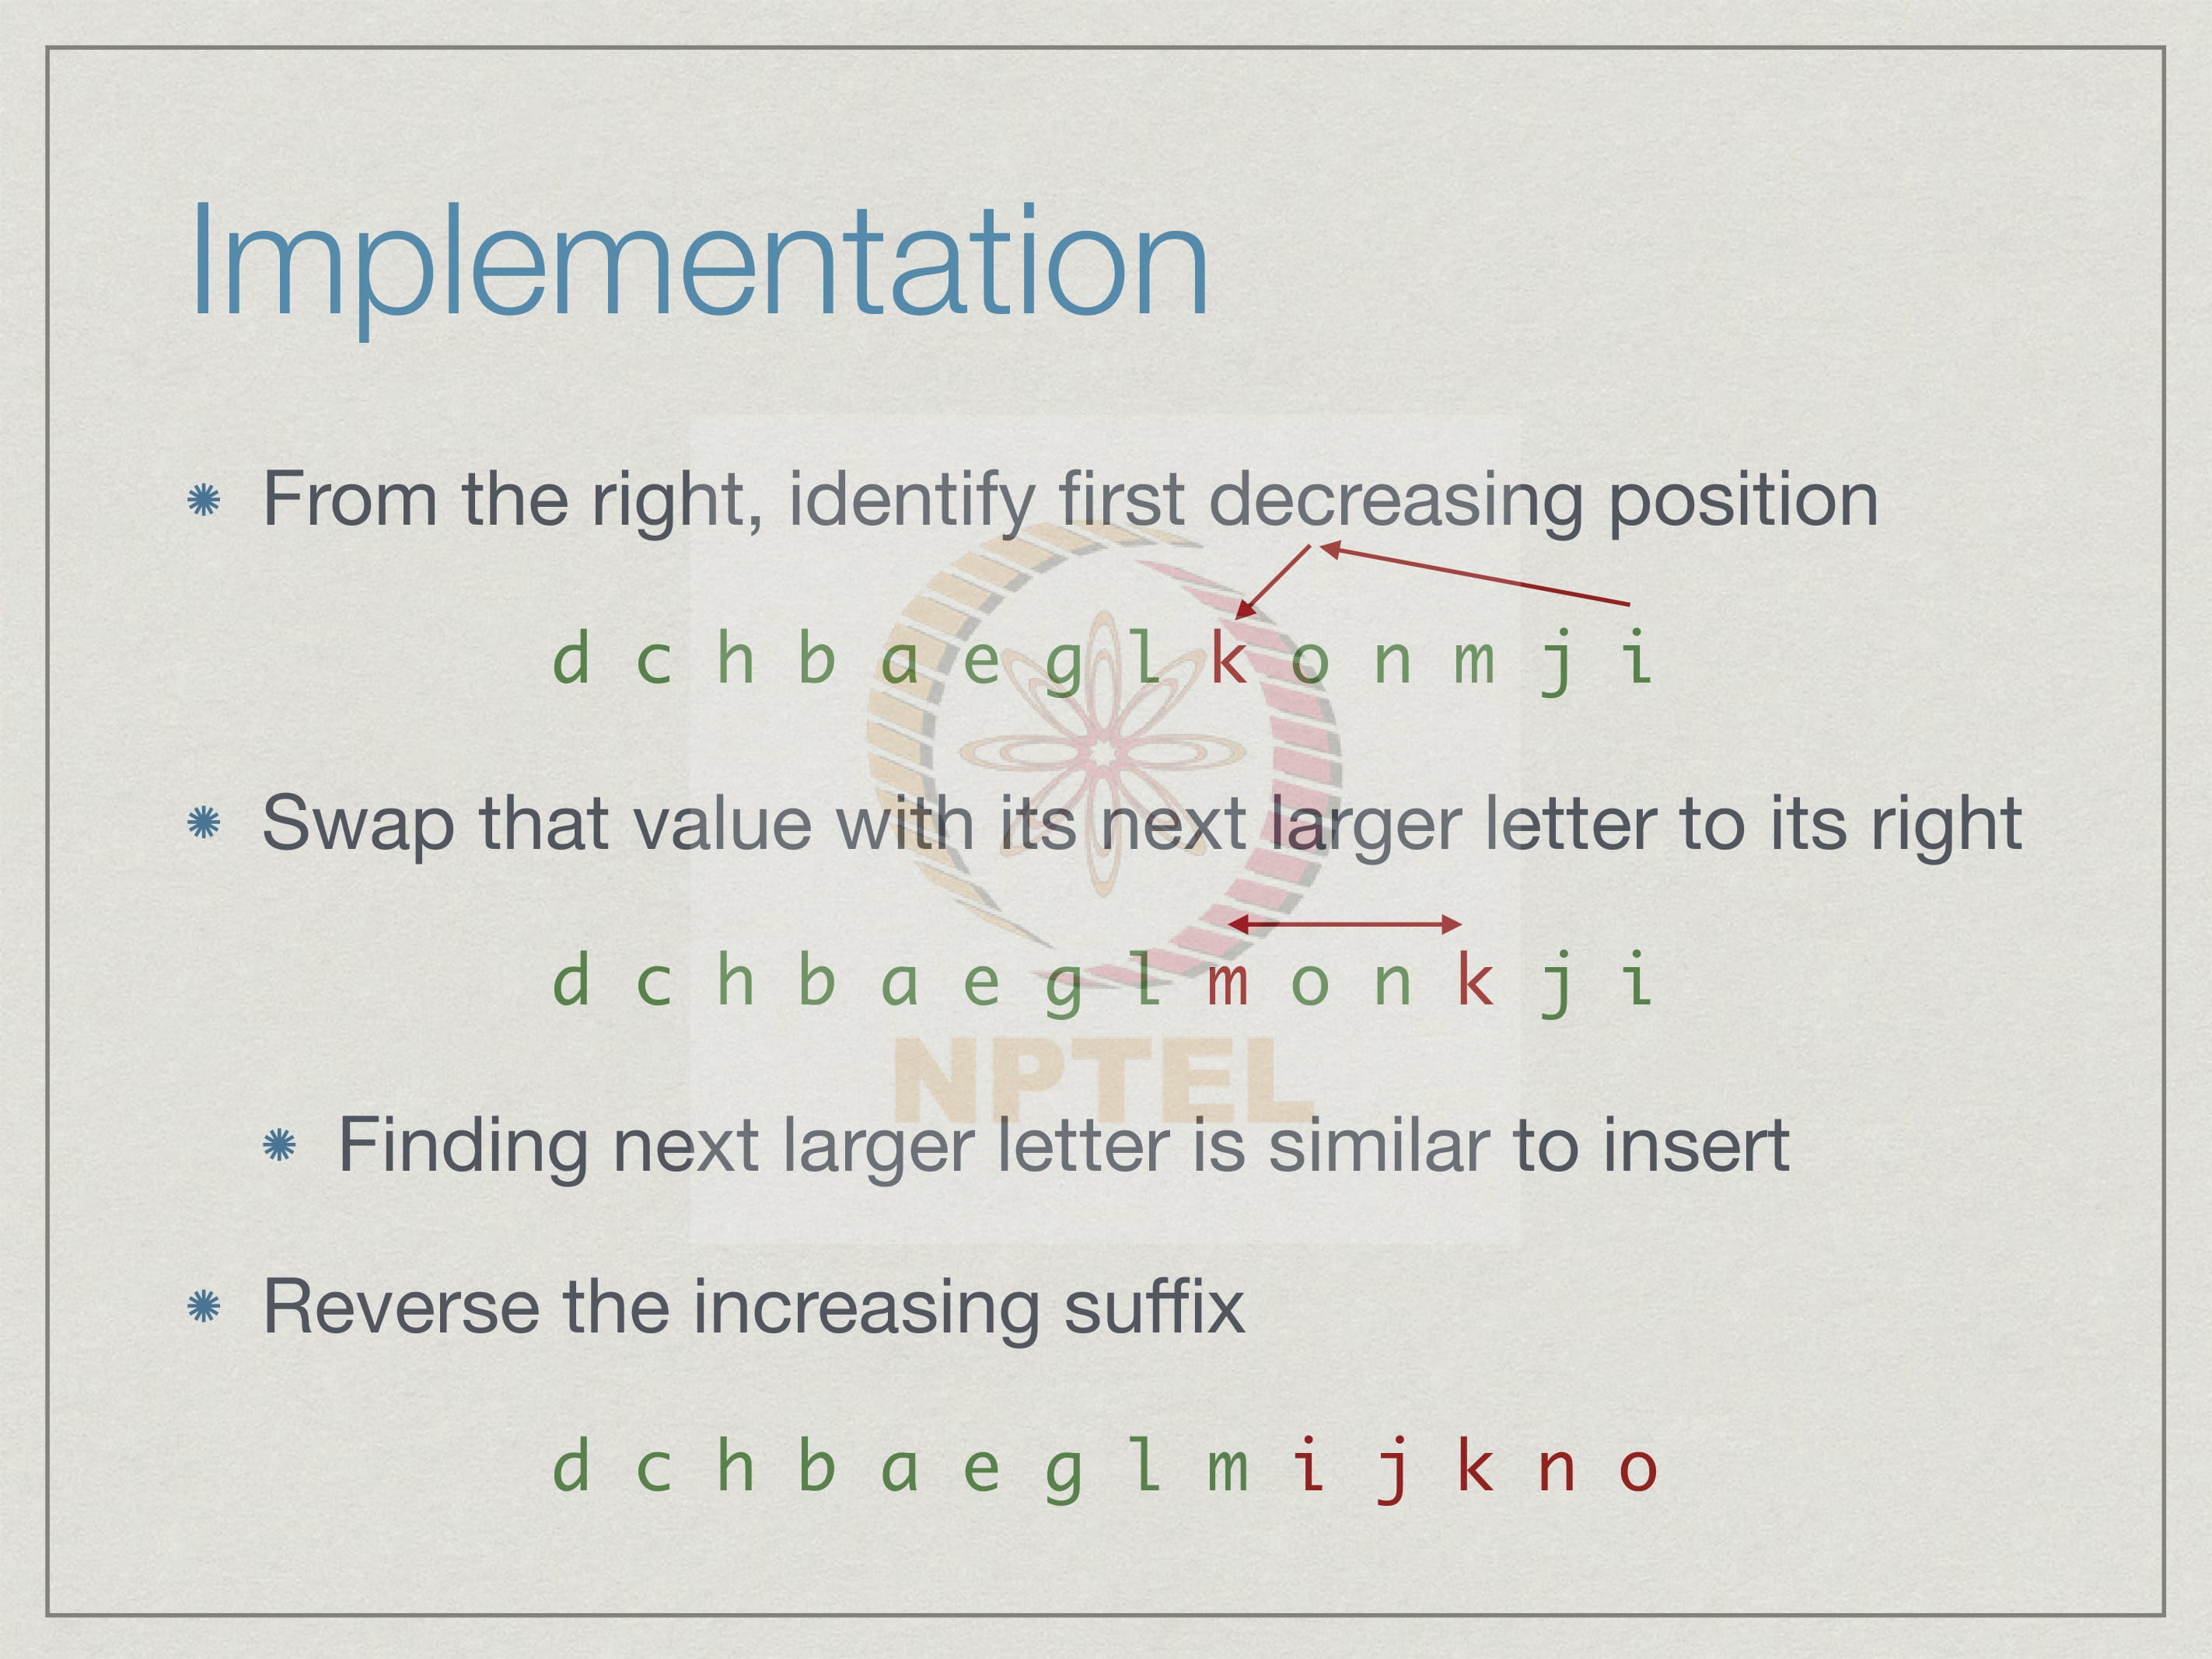 Implementation
From the right, identify first decreasing position
d c h b a e g l k o n m j i
Swap that value with its next larger letter to its right
d c h b a e g l m o n k j i
NPTEL
Finding next larger letter is similar to insert
Reverse the increasing suffix
d c h b a e g l m i j k n o